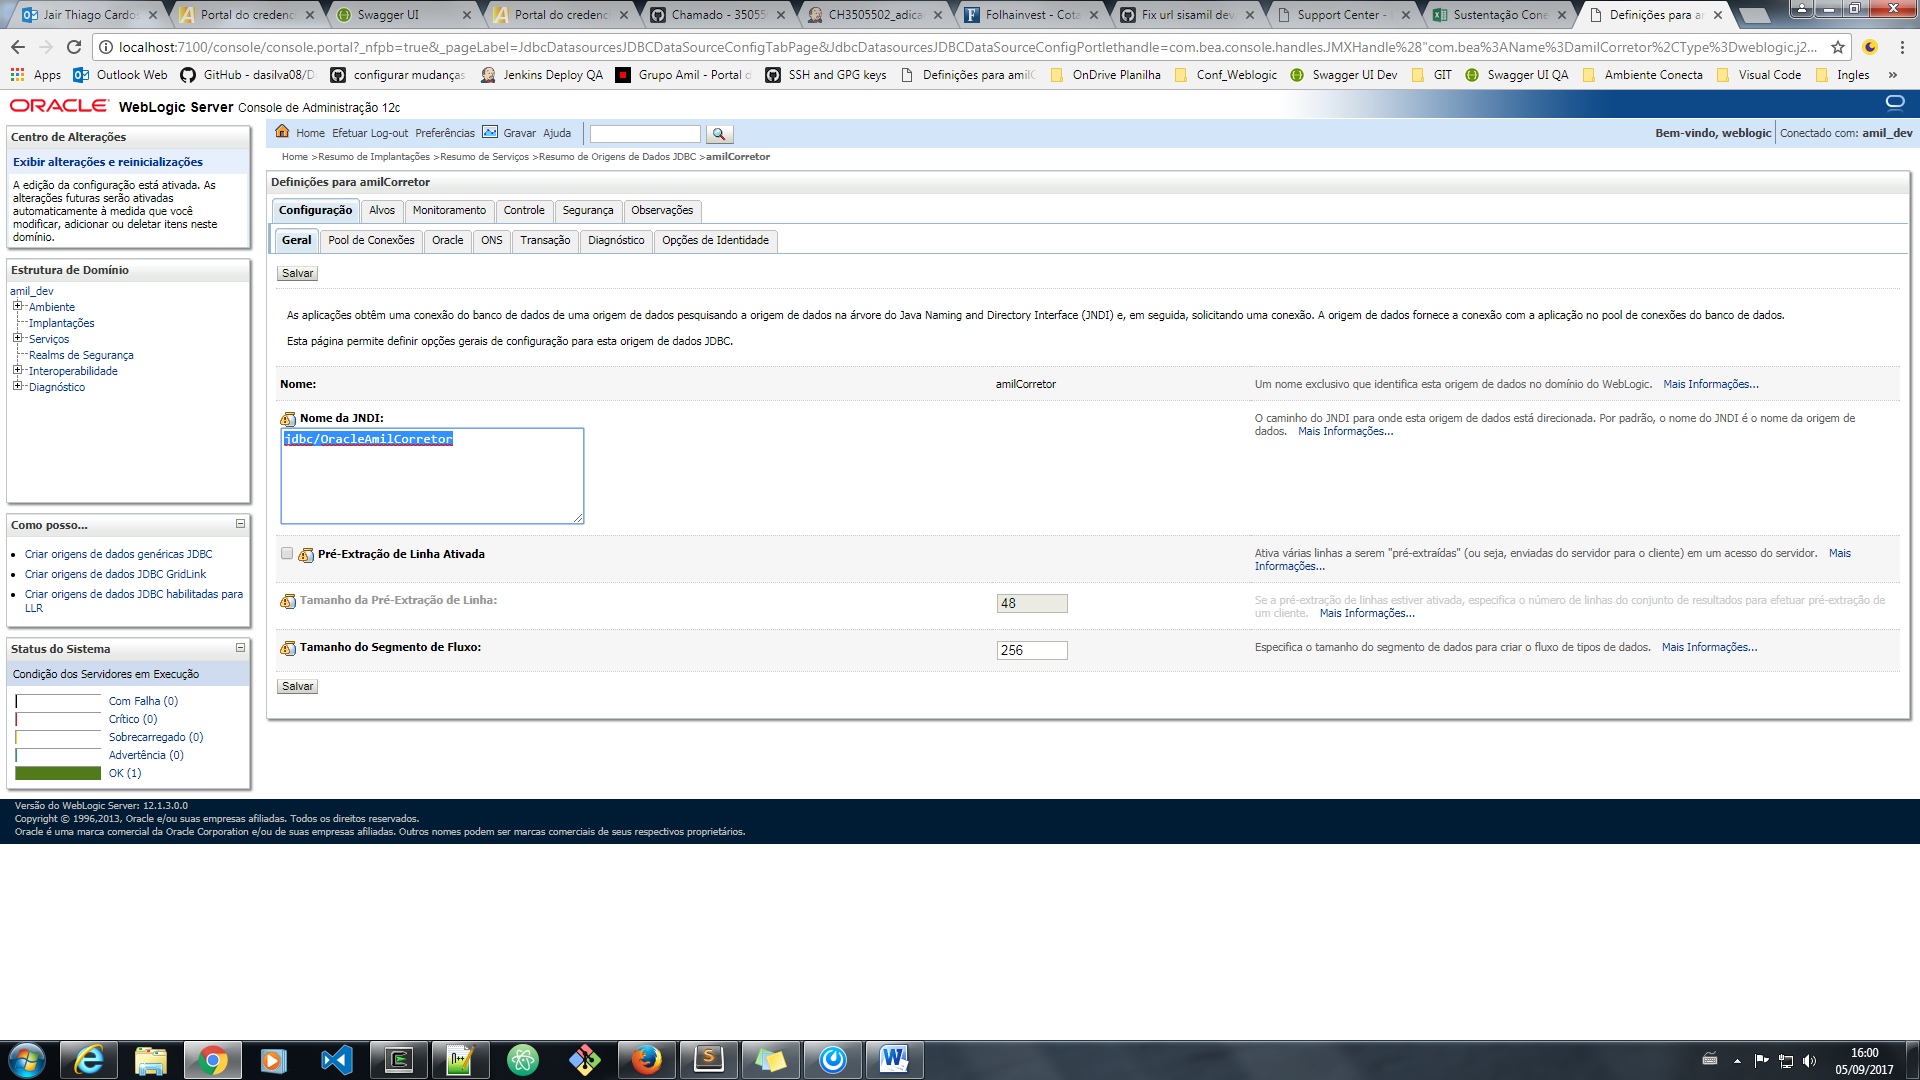 Jair Thiago Cardos
Portal do credenc
Swagger UI
Portal do credenc
Chamado - 35055
CH3505502_adica
Folhainvest - Cota
Fix url sisamil dev
Support Center -
Sustentação Cone
Definições para am
localhost:7100/console/console.portal?_nfpb=true&_pageLabel=JdbcDatasourcesJDBCDataSourceConfigTabPage&JdbcDatasourcesJDBCDataSourceConfigPortlethandle=com.bea.console.handles.JMXHandle%28"com.bea%3AName%3DamilCorretor%2CType%3Dweblogic.j2...
Apps
Outlook Web
GitHub - dasilva08/D
configurar mudanças
Jenkins Deploy QA
Grupo Amil - Portal d
SSH and GPG keys
Definições para amilC
OnDrive Planilha
Conf_Weblogic
Swagger UI Dev
GIT
Swagger UI QA
Ambiente Conecta
Visual Code
Ingles
»
ORACLE WebLogic Server Console de Administração 12c
Centro de Alterações
Exibir alterações e reinicializações
A edição da configuração está ativada. As
alterações futuras serão ativadas
automaticamente à medida que você
modificar, adicionar ou deletar itens neste
domínio.
Estrutura de Domínio
amil_dev
Ambiente
Implantações
Serviços
Realms de Segurança
Interoperabilidade
Diagnóstico
Como posso...
Criar origens de dados genéricas JDBC
Criar origens de dados JDBC GridLink
Criar origens de dados JDBC habilitadas para
LLR
Status do Sistema
Condição dos Servidores em Execução
Com Falha (0)
Crítico (0)
Sobrecarregado (0)
Advertência (0)
OK (1)
Home Efetuar Log-out Preferências Gravar Ajuda
Bem-vindo, weblogic
Conectado com: amil_dev
Home >Resumo de Implantações >Resumo de Serviços >Resumo de Origens de Dados JDBC >amilCorretor
Definições para amilCorretor
Configuração Alvos Monitoramento Controle Segurança Observações
Geral Pool de Conexões Oracle ONS Transação Diagnóstico Opções de Identidade
Salvar
As aplicações obtêm uma conexão do banco de dados de uma origem de dados pesquisando a origem de dados na árvore do Java Naming and Directory Interface (JNDI) e, em seguida, solicitando uma conexão. A origem de dados fornece a conexão com a aplicação no pool de conexões do banco de dados.
Esta página permite definir opções gerais de configuração para esta origem de dados JDBC.
Nome:
amilCorretor
Um nome exclusivo que identifica esta origem de dados no domínio do WebLogic. Mais Informações...
Nome da JNDI:
jdbc/OracleAmilCorretor
O caminho do JNDI para onde esta origem de dados está direcionada. Por padrão, o nome do JNDI é o nome da origem de
dados. Mais Informações...
Pré-Extração de Linha Ativada
Ativa várias linhas a serem "pré-extraídas" (ou seja, enviadas do servidor para o cliente) em um acesso do servidor. Mais
Informações...
Tamanho da Pré-Extração de Linha:
48
Se a pré-extração de linhas estiver ativada, especifica o número de linhas do conjunto de resultados para efetuar pré-extração de
um cliente. Mais Informações...
Tamanho do Segmento de Fluxo:
256
Especifica o tamanho do segmento de dados para criar o fluxo de tipos de dados. Mais Informações...
Salvar
Versão do WebLogic Server: 12.1.3.0.0
Copyright © 1996,2013, Oracle e/ou suas empresas afiliadas. Todos os direitos reservados.
Oracle é uma marca comercial da Oracle Corporation e/ou de suas empresas afiliadas. Outros nomes podem ser marcas comerciais de seus respectivos proprietários.
16:00
05/09/2017